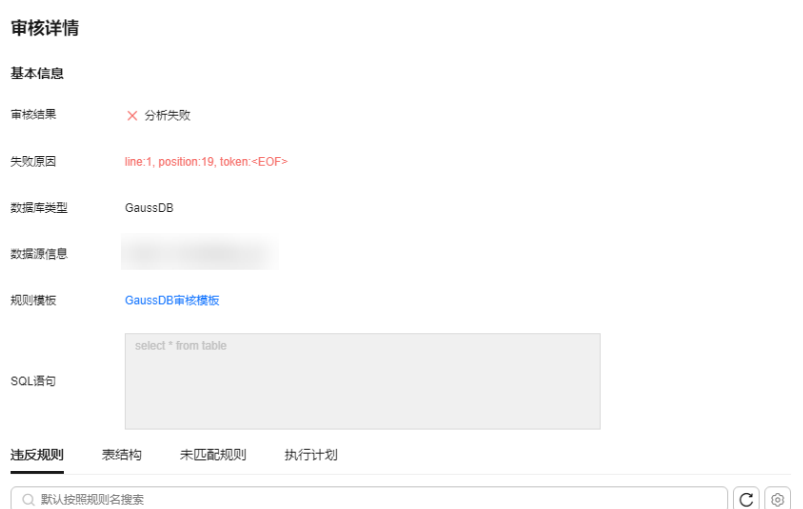 审核详情
基本信息
审核结果 分析失败
失败原因 line:1, position:19, token:<EOF>
数据库类型 GaussDB
数据源信息
规则模板 GaussDB审核模板
SQL语句 select * from table
违反规则 表结构 未匹配规则 执行计划
默认按照规则名搜索